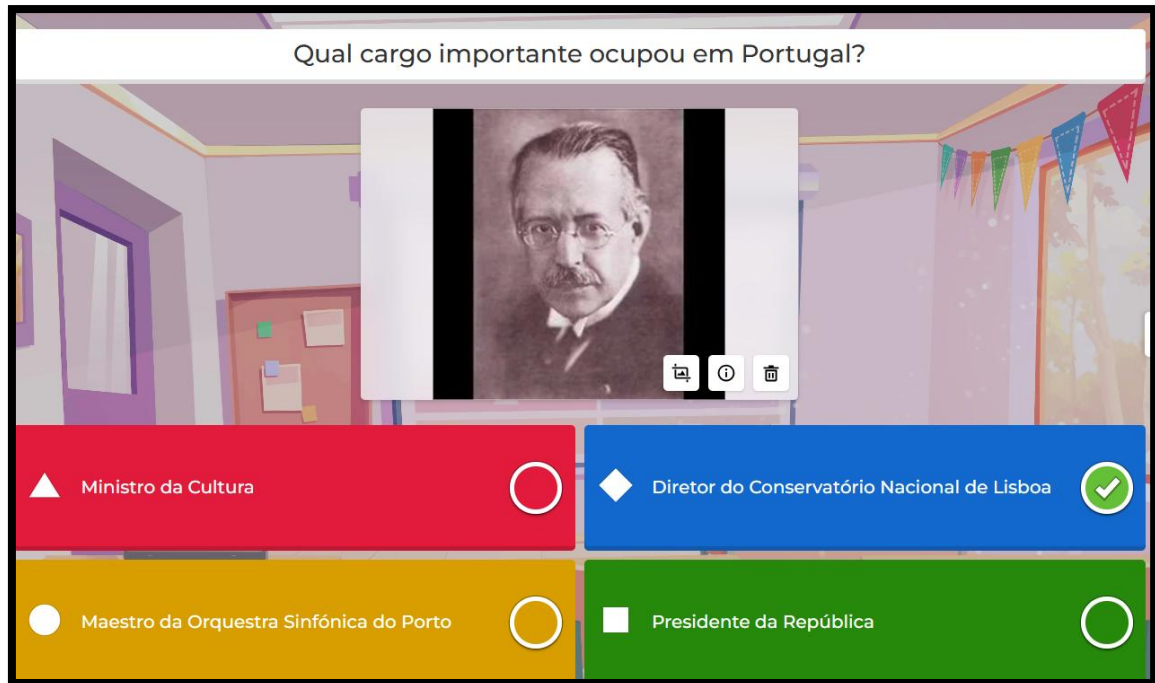 Qual cargo importante ocupou em Portugal?
Ministro da Cultura
Diretor do Conservatório Nacional de Lisboa
Maestro da Orquestra Sinfónica do Porto
Presidente da República